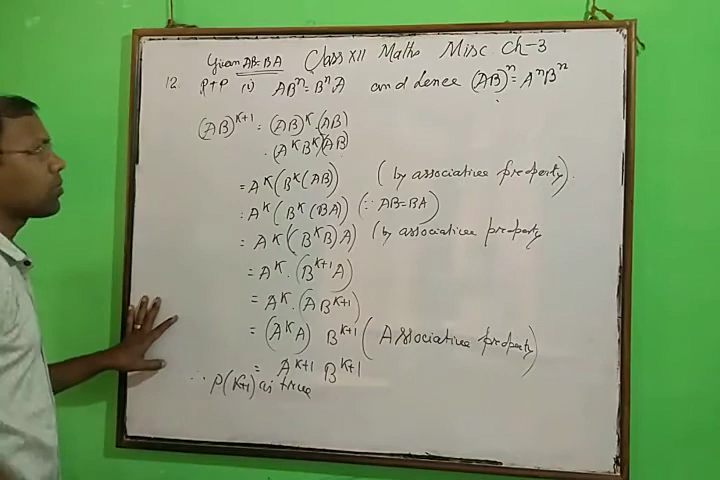 Given AB=BA Class XII Maths Misc Ch-3
12. PTP (i) ABⁿ=BⁿA and hence (AB)ⁿ=AⁿBⁿ
(AB)ᴷ⁺¹ = (AB)ᴷ.(AB)
. (AᴷBᴷ)(AB)
= Aᴷ(Bᴷ(AB)) (by associative property).
= Aᴷ(Bᴷ(BA)) (∵ AB=BA)
= Aᴷ((BᴷB)A) (by associative property
= Aᴷ.(Bᴷ⁺¹A)
= Aᴷ.(ABᴷ⁺¹)
= (AᴷA) Bᴷ⁺¹ (Associative property)
= Aᴷ⁺¹ Bᴷ⁺¹
∴ P(K+1) is true